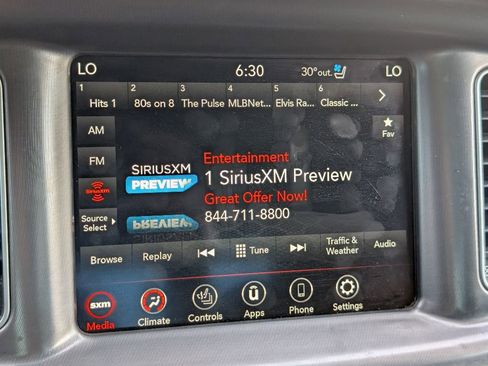 LO 6:30 30°out. LO
1 2 3 4 5 6
Hits 1 80s on 8 The Pulse MLBNet... Elvis Ra... Classic ...
AM
Fav
FM
SIRIUSXM
PREVIEW
Entertainment
1 SiriusXM Preview
Great Offer Now!
844-711-8800
SiriusXM
Source
Select
PREVIEW
Browse Replay Tune Traffic &
Weather Audio
sxm
Media Climate Controls Apps Phone Settings